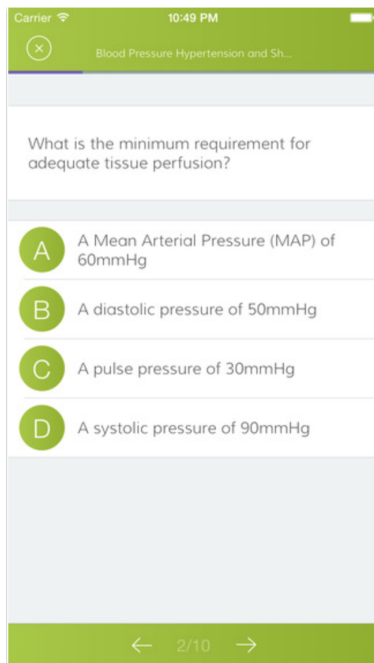 Carrier 10:49 PM
Blood Pressure Hypertension and Sh...
What is the minimum requirement for
adequate tissue perfusion?
A A Mean Arterial Pressure (MAP) of
60mmHg
B A diastolic pressure of 50mmHg
C A pulse pressure of 30mmHg
D A systolic pressure of 90mmHg
2/10